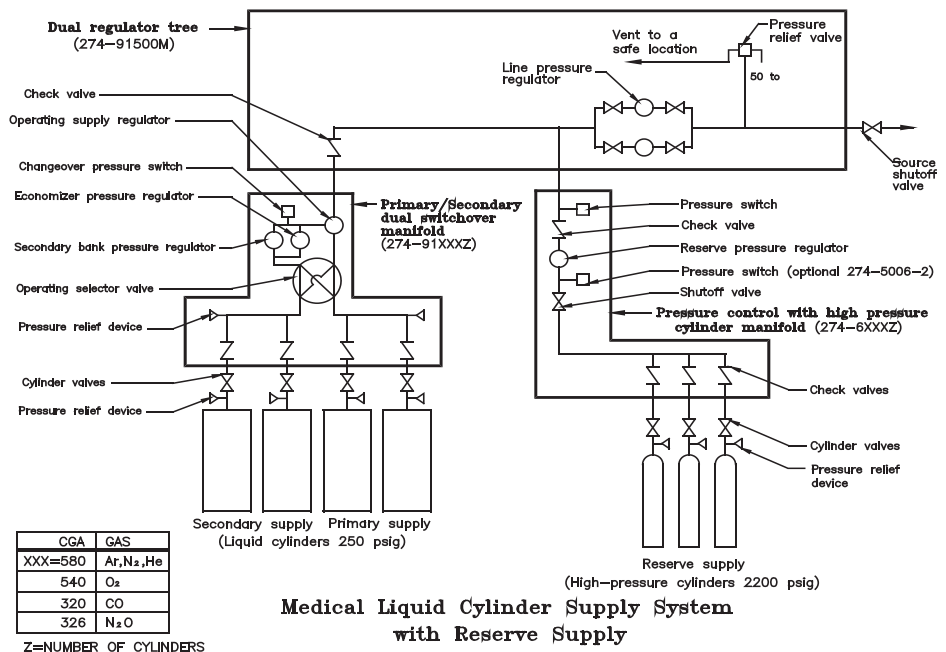 Dual regulator tree
(274-91500M)
Check valve
Operating supply regulator
Changeover pressure switch
Economizer pressure regulator
Secondary bank pressure regulator
Operating selector valve
Pressure relief device
Cylinder valves
Pressure relief device
Vent to a
safe location
Pressure
relief valve
50 to
Line pressure
regulator
Source
shutoff
valve
Primary/Secondary
dual switchover
manifold
(274-91XXXZ)
Pressure switch
Check valve
Reserve pressure regulator
Pressure switch (optional 274-5006-2)
Shutoff valve
Pressure control with high pressure
cylinder manifold (274-6XXXZ)
Check valves
Cylinder valves
Pressure relief
device
Secondary supply Primary supply
(Liquid cylinders 250 psig)
Reserve supply
(High-pressure cylinders 2200 psig)
CGA GAS
XXX=580 Ar,N₂,He
540 O₂
320 CO
326 N₂O
Z=NUMBER OF CYLINDERS
Medical Liquid Cylinder Supply System
with Reserve Supply